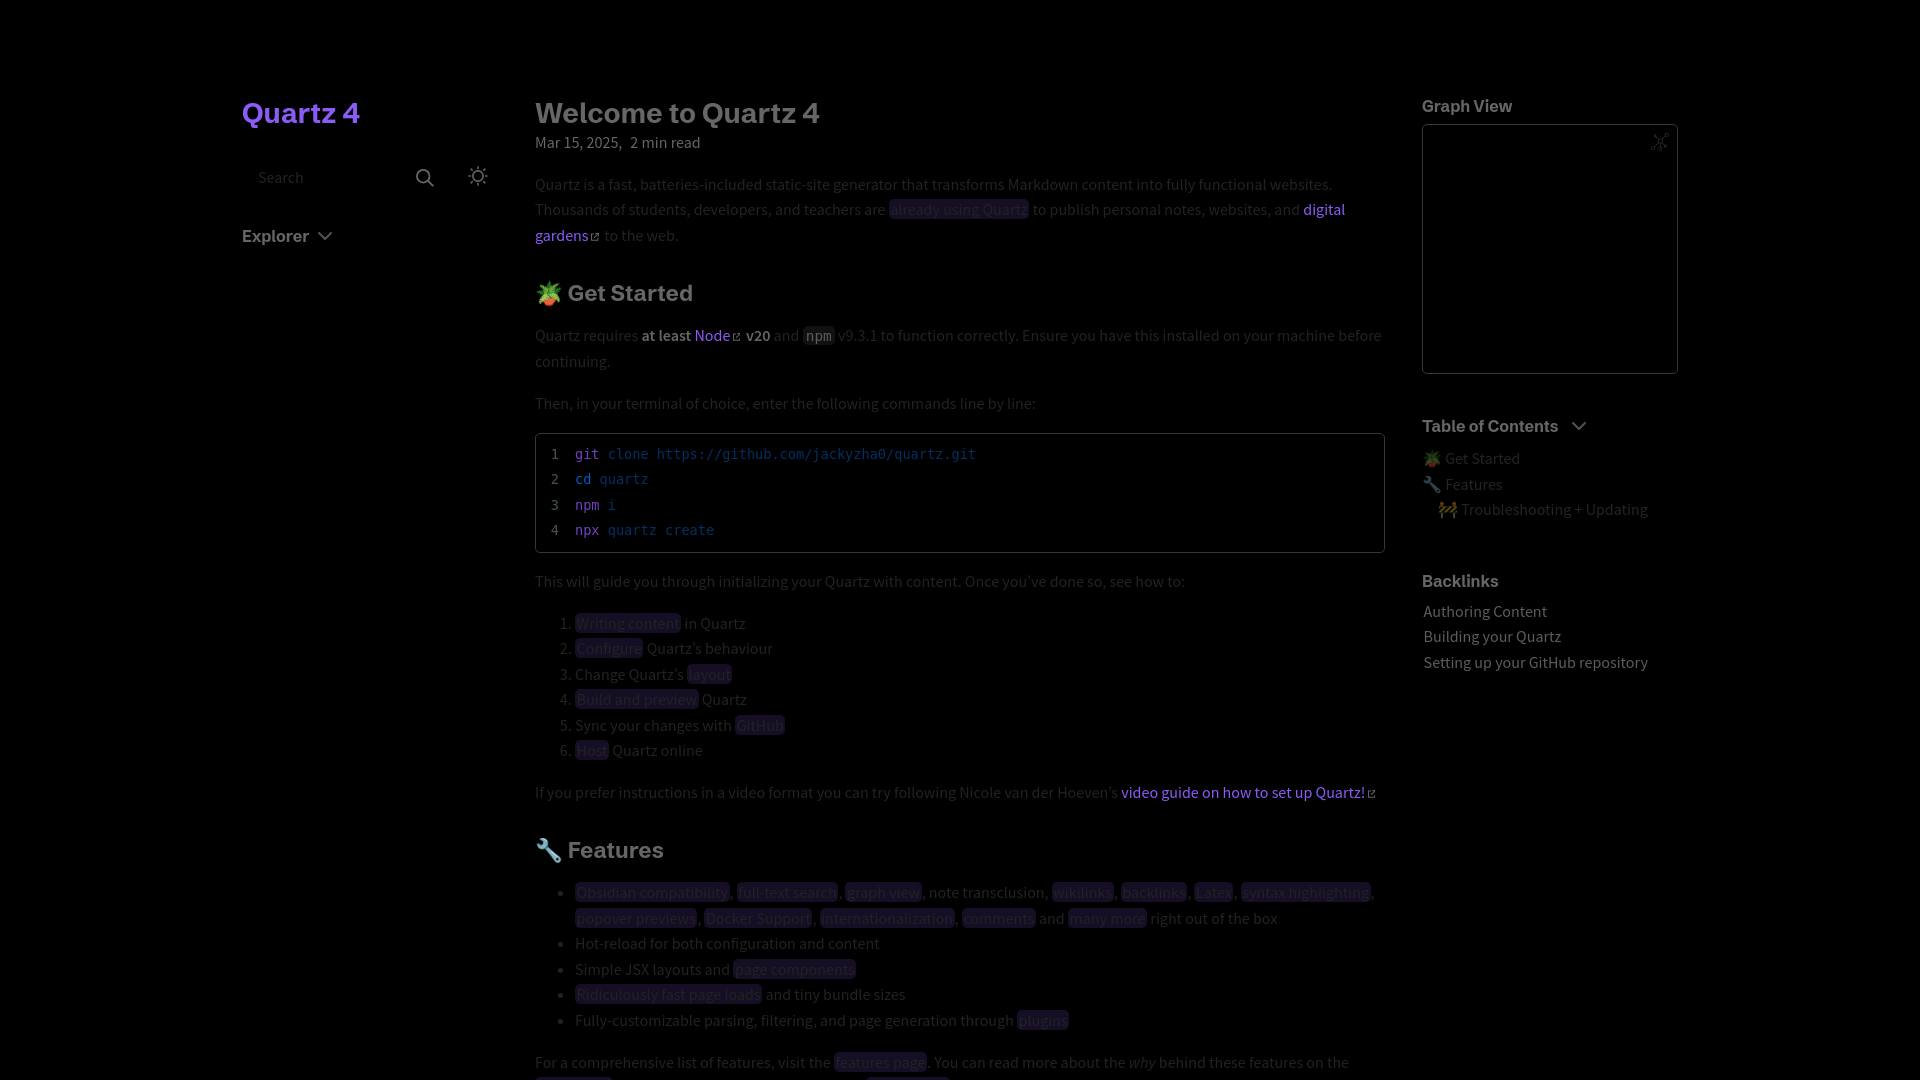 Quartz 4
Search
Explorer
Welcome to Quartz 4
Mar 15, 2025, 2 min read
Quartz is a fast, batteries-included static-site generator that transforms Markdown content into fully functional websites.
Thousands of students, developers, and teachers are already using Quartz to publish personal notes, websites, and digital
gardens to the web.
🪴 Get Started
Quartz requires at least Node v20 and npm v9.3.1 to function correctly. Ensure you have this installed on your machine before
continuing.
Then, in your terminal of choice, enter the following commands line by line:
1 git clone https://github.com/jackyzha0/quartz.git
2 cd quartz
3 npm i
4 npx quartz create
This will guide you through initializing your Quartz with content. Once you’ve done so, see how to:
1. Writing content in Quartz
2. Configure Quartz’s behaviour
3. Change Quartz’s layout
4. Build and preview Quartz
5. Sync your changes with GitHub
6. Host Quartz online
If you prefer instructions in a video format you can try following Nicole van der Hoeven’s video guide on how to set up Quartz!
🔧 Features
• Obsidian compatibility, full-text search, graph view, note transclusion, wikilinks, backlinks, Latex, syntax highlighting,
popover previews, Docker Support, internationalization, comments and many more right out of the box
• Hot-reload for both configuration and content
• Simple JSX layouts and page components
• Ridiculously fast page loads and tiny bundle sizes
• Fully-customizable parsing, filtering, and page generation through plugins
For a comprehensive list of features, visit the features page. You can read more about the why behind these features on the
Graph View
Table of Contents
🪴 Get Started
🔧 Features
🚧 Troubleshooting + Updating
Backlinks
Authoring Content
Building your Quartz
Setting up your GitHub repository